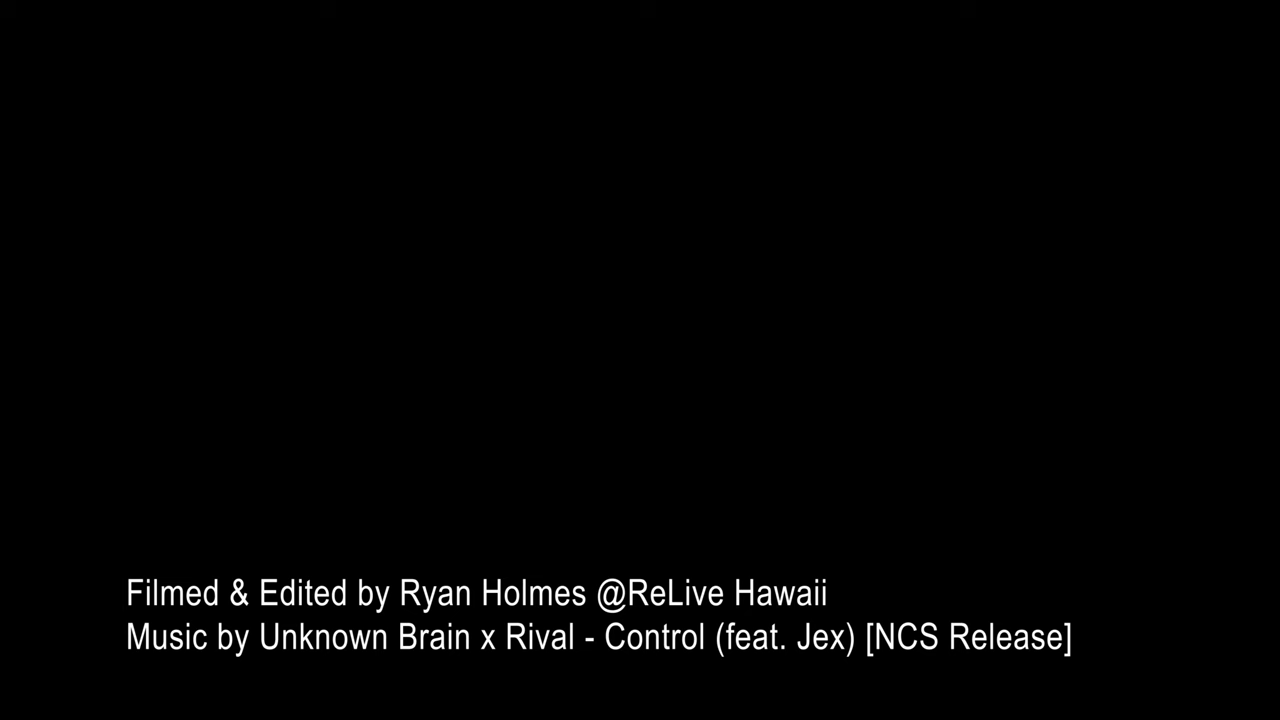 Filmed & Edited by Ryan Holmes @ReLive Hawaii
Music by Unknown Brain x Rival - Control (feat. Jex) [NCS Release]